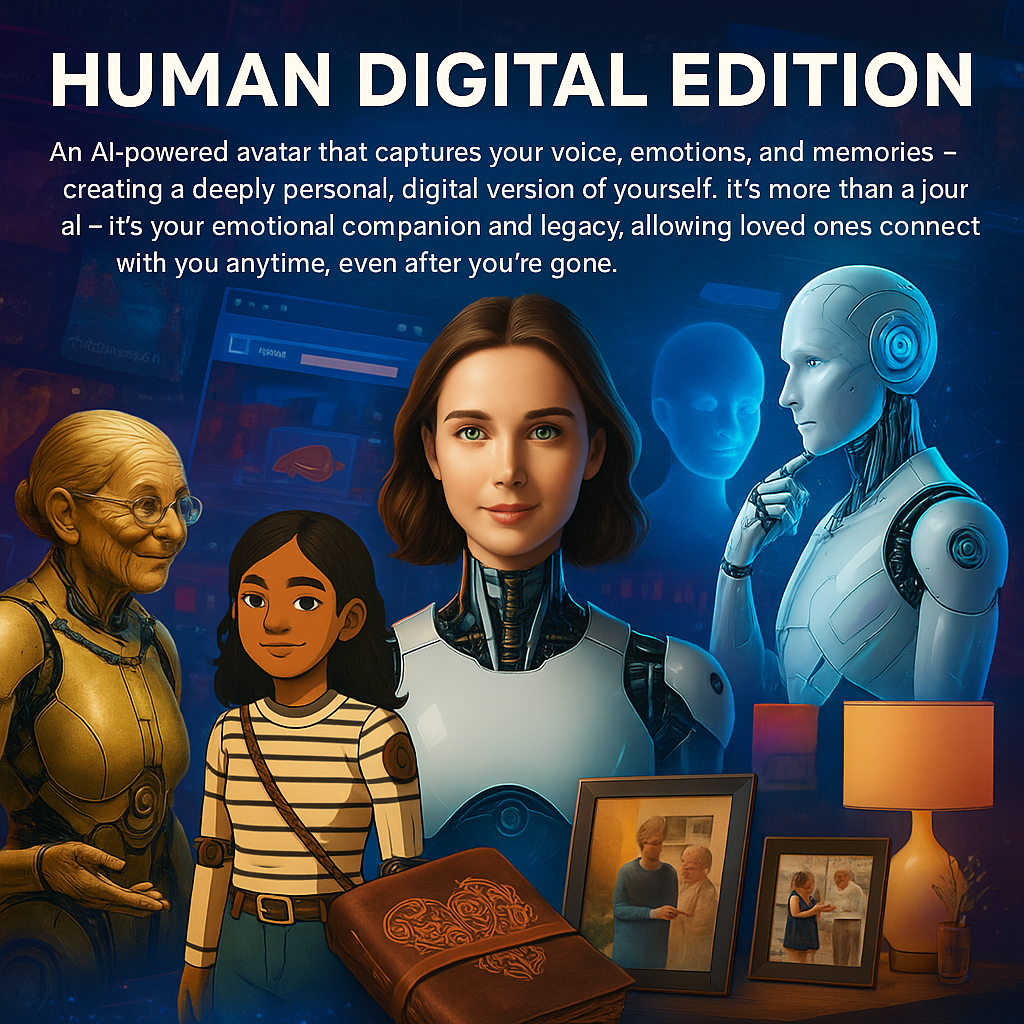 HUMAN DIGITAL EDITION
An AI-powered avatar that captures your voice, emotions, and memories –
creating a deeply personal, digital version of yourself. it's more than a jour
al – it's your emotional companion and legacy, allowing loved ones connect
with you anytime, even after you're gone.